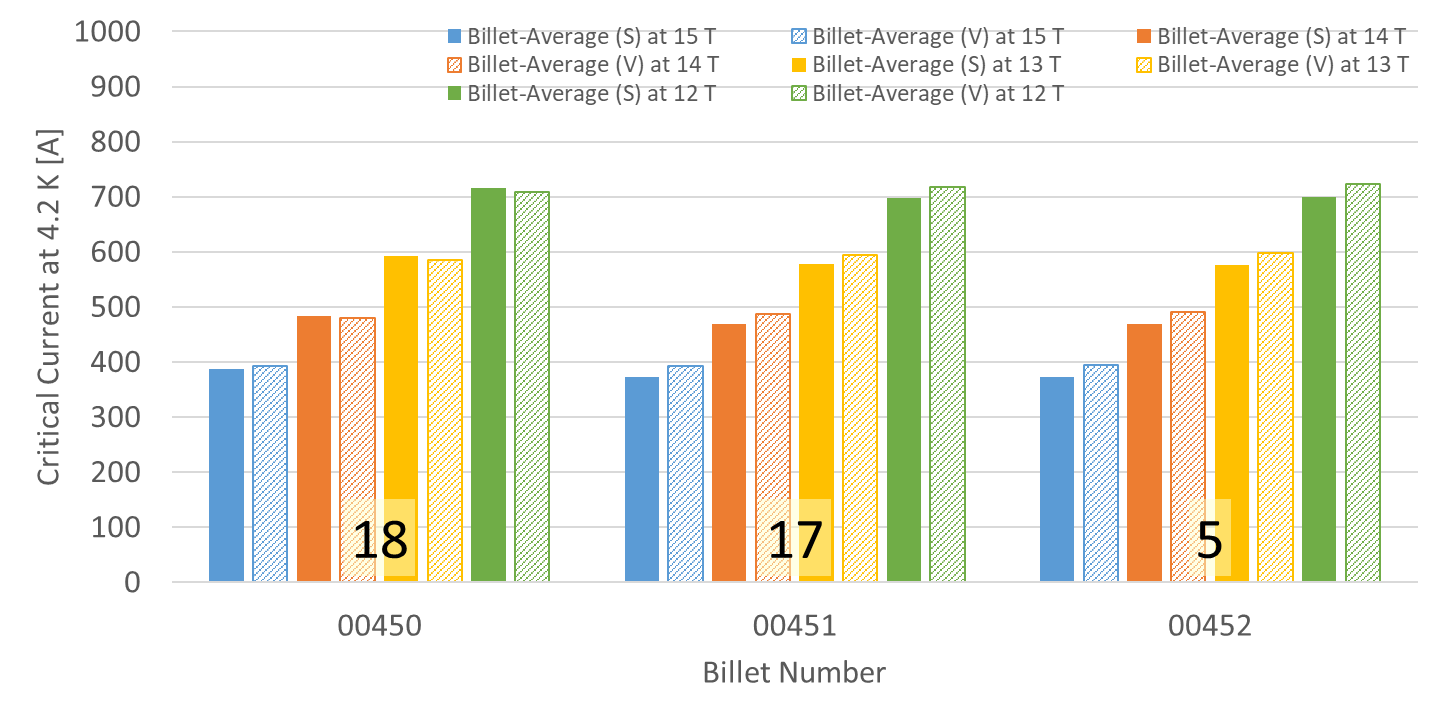 1000
900
800
700
600
500
400
300
200
100
0
Critical Current at 4.2 K [A]
Billet-Average (S) at 15 T Billet-Average (V) at 15 T Billet-Average (S) at 14 T
Billet-Average (V) at 14 T Billet-Average (S) at 13 T Billet-Average (V) at 13 T
Billet-Average (S) at 12 T Billet-Average (V) at 12 T
18 17 5
00450 00451 00452
Billet Number